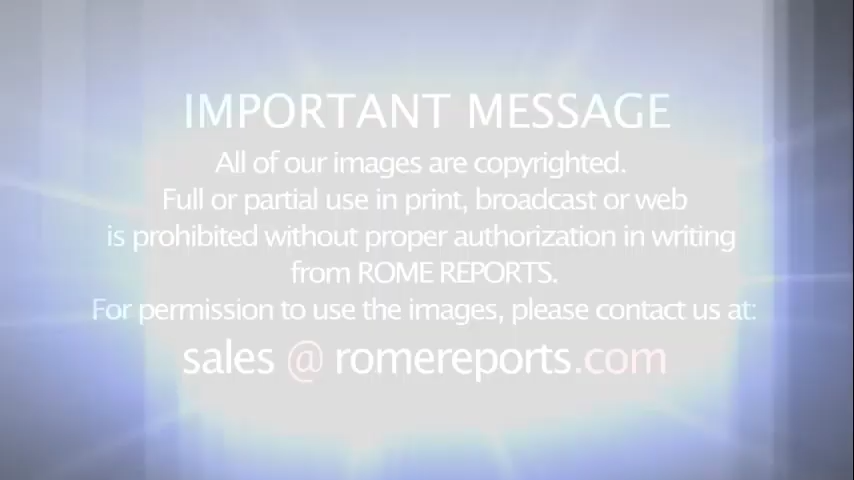 IMPORTANT MESSAGE
All of our images are copyrighted.
Full or partial use in print, broadcast or web
is prohibited without proper authorization in writing
from ROME REPORTS.
For permission to use the images, please contact us at:
sales @ romereports.com